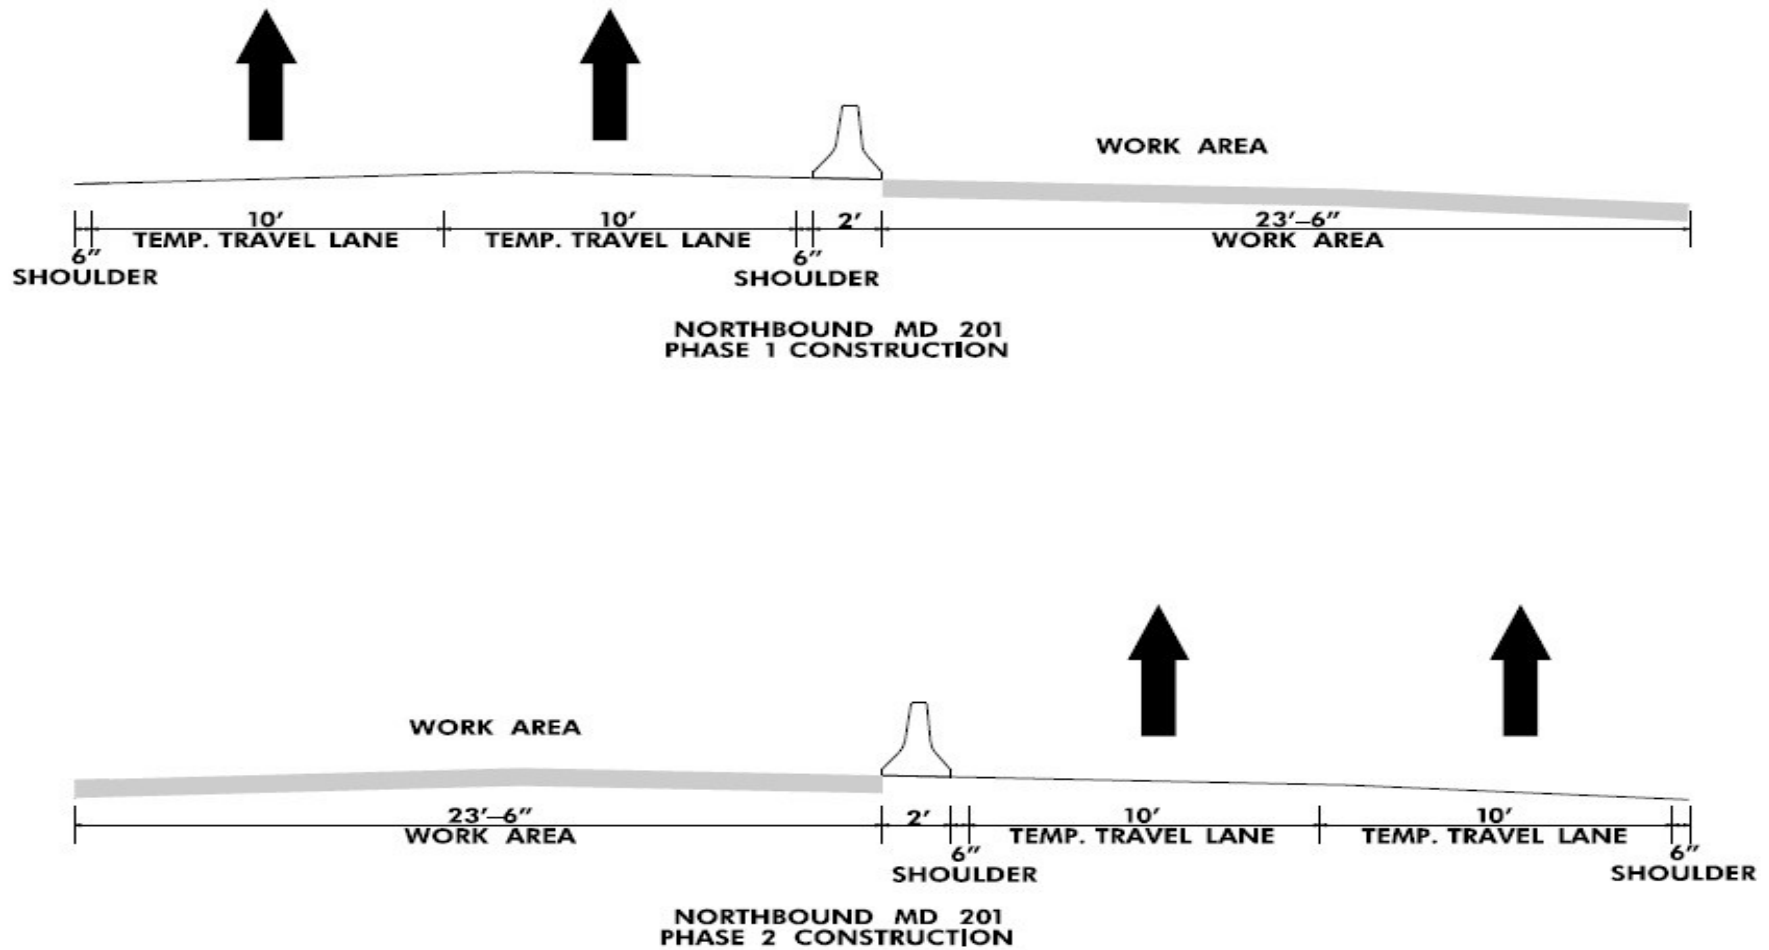 WORK AREA
10' 10' 2' 23'–6"
TEMP. TRAVEL LANE TEMP. TRAVEL LANE WORK AREA
6" 6"
SHOULDER SHOULDER
NORTHBOUND MD 201
PHASE 1 CONSTRUCTION
WORK AREA
23'–6" 2' 10' 10'
WORK AREA TEMP. TRAVEL LANE TEMP. TRAVEL LANE
6" 6"
SHOULDER SHOULDER
NORTHBOUND MD 201
PHASE 2 CONSTRUCTION